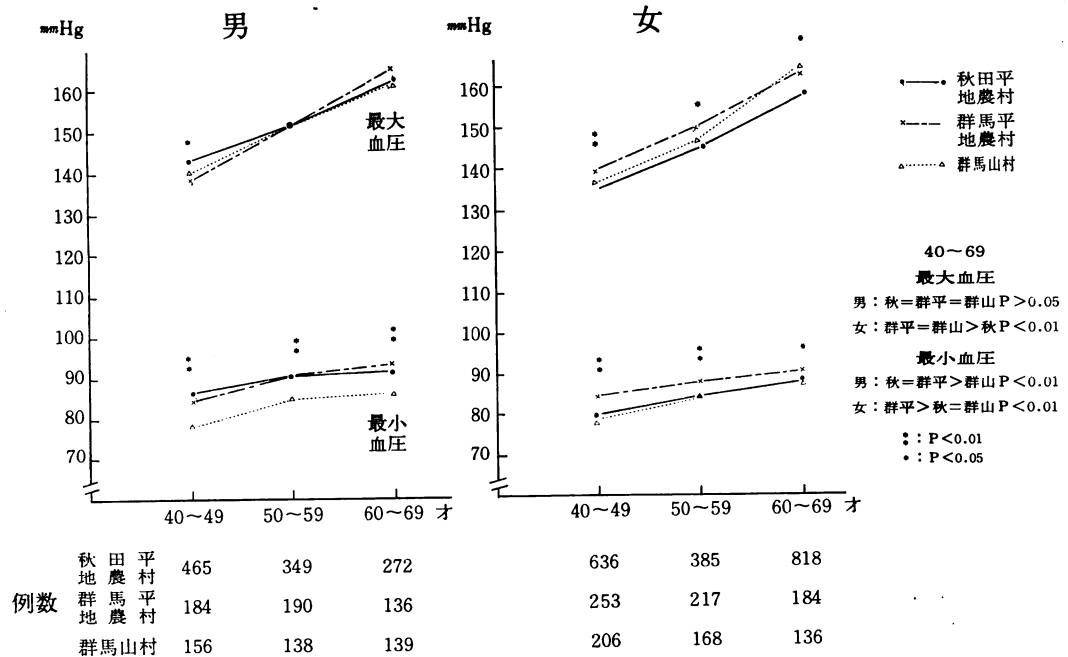 男
女
mmHg
mmHg
160
150
140
130
120
110
100
90
80
70
最大
血圧
最小
血圧
40~49
50~59
60~69
160
150
140
130
120
110
100
90
80
70
40~49
50~59
60~69
才
秋田平
地農村
群馬平
地農村
群馬山村
40~69
最大血圧
男:秋=群平=群山P>0.05
女:群平=群山>秋P<0.01
最小血圧
男:秋=群平>群山P<0.01
女:群平>秋=群山P<0.01
:P<0.01
:P<0.05
例数
秋田平
地農村
465 349 272 636 385 818
群馬平
地農村
184 190 136 253 217 184
群馬山村 156 138 139 206 168 136